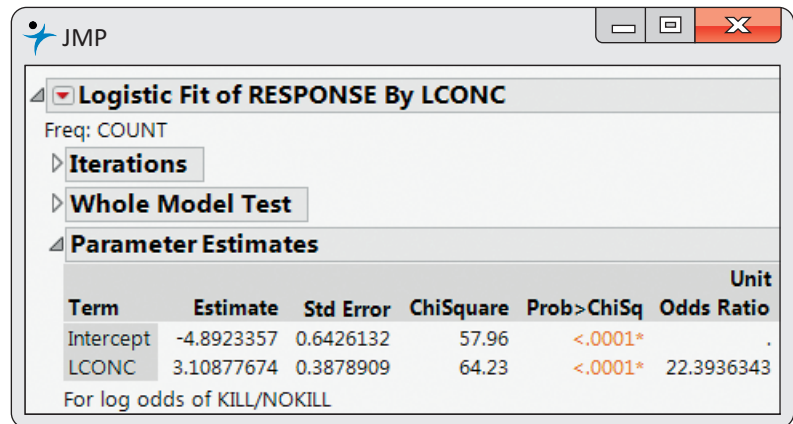 JMP
Logistic Fit of RESPONSE By LCONC
Freq: COUNT
Iterations
Whole Model Test
Parameter Estimates
Term Estimate Std Error ChiSquare Prob>ChiSq Unit Odds Ratio
Intercept -4.8923357 0.6426132 57.96 <.0001* .
LCONC 3.10877674 0.3878909 64.23 <.0001* 22.3936343
For log odds of KILL/NOKILL